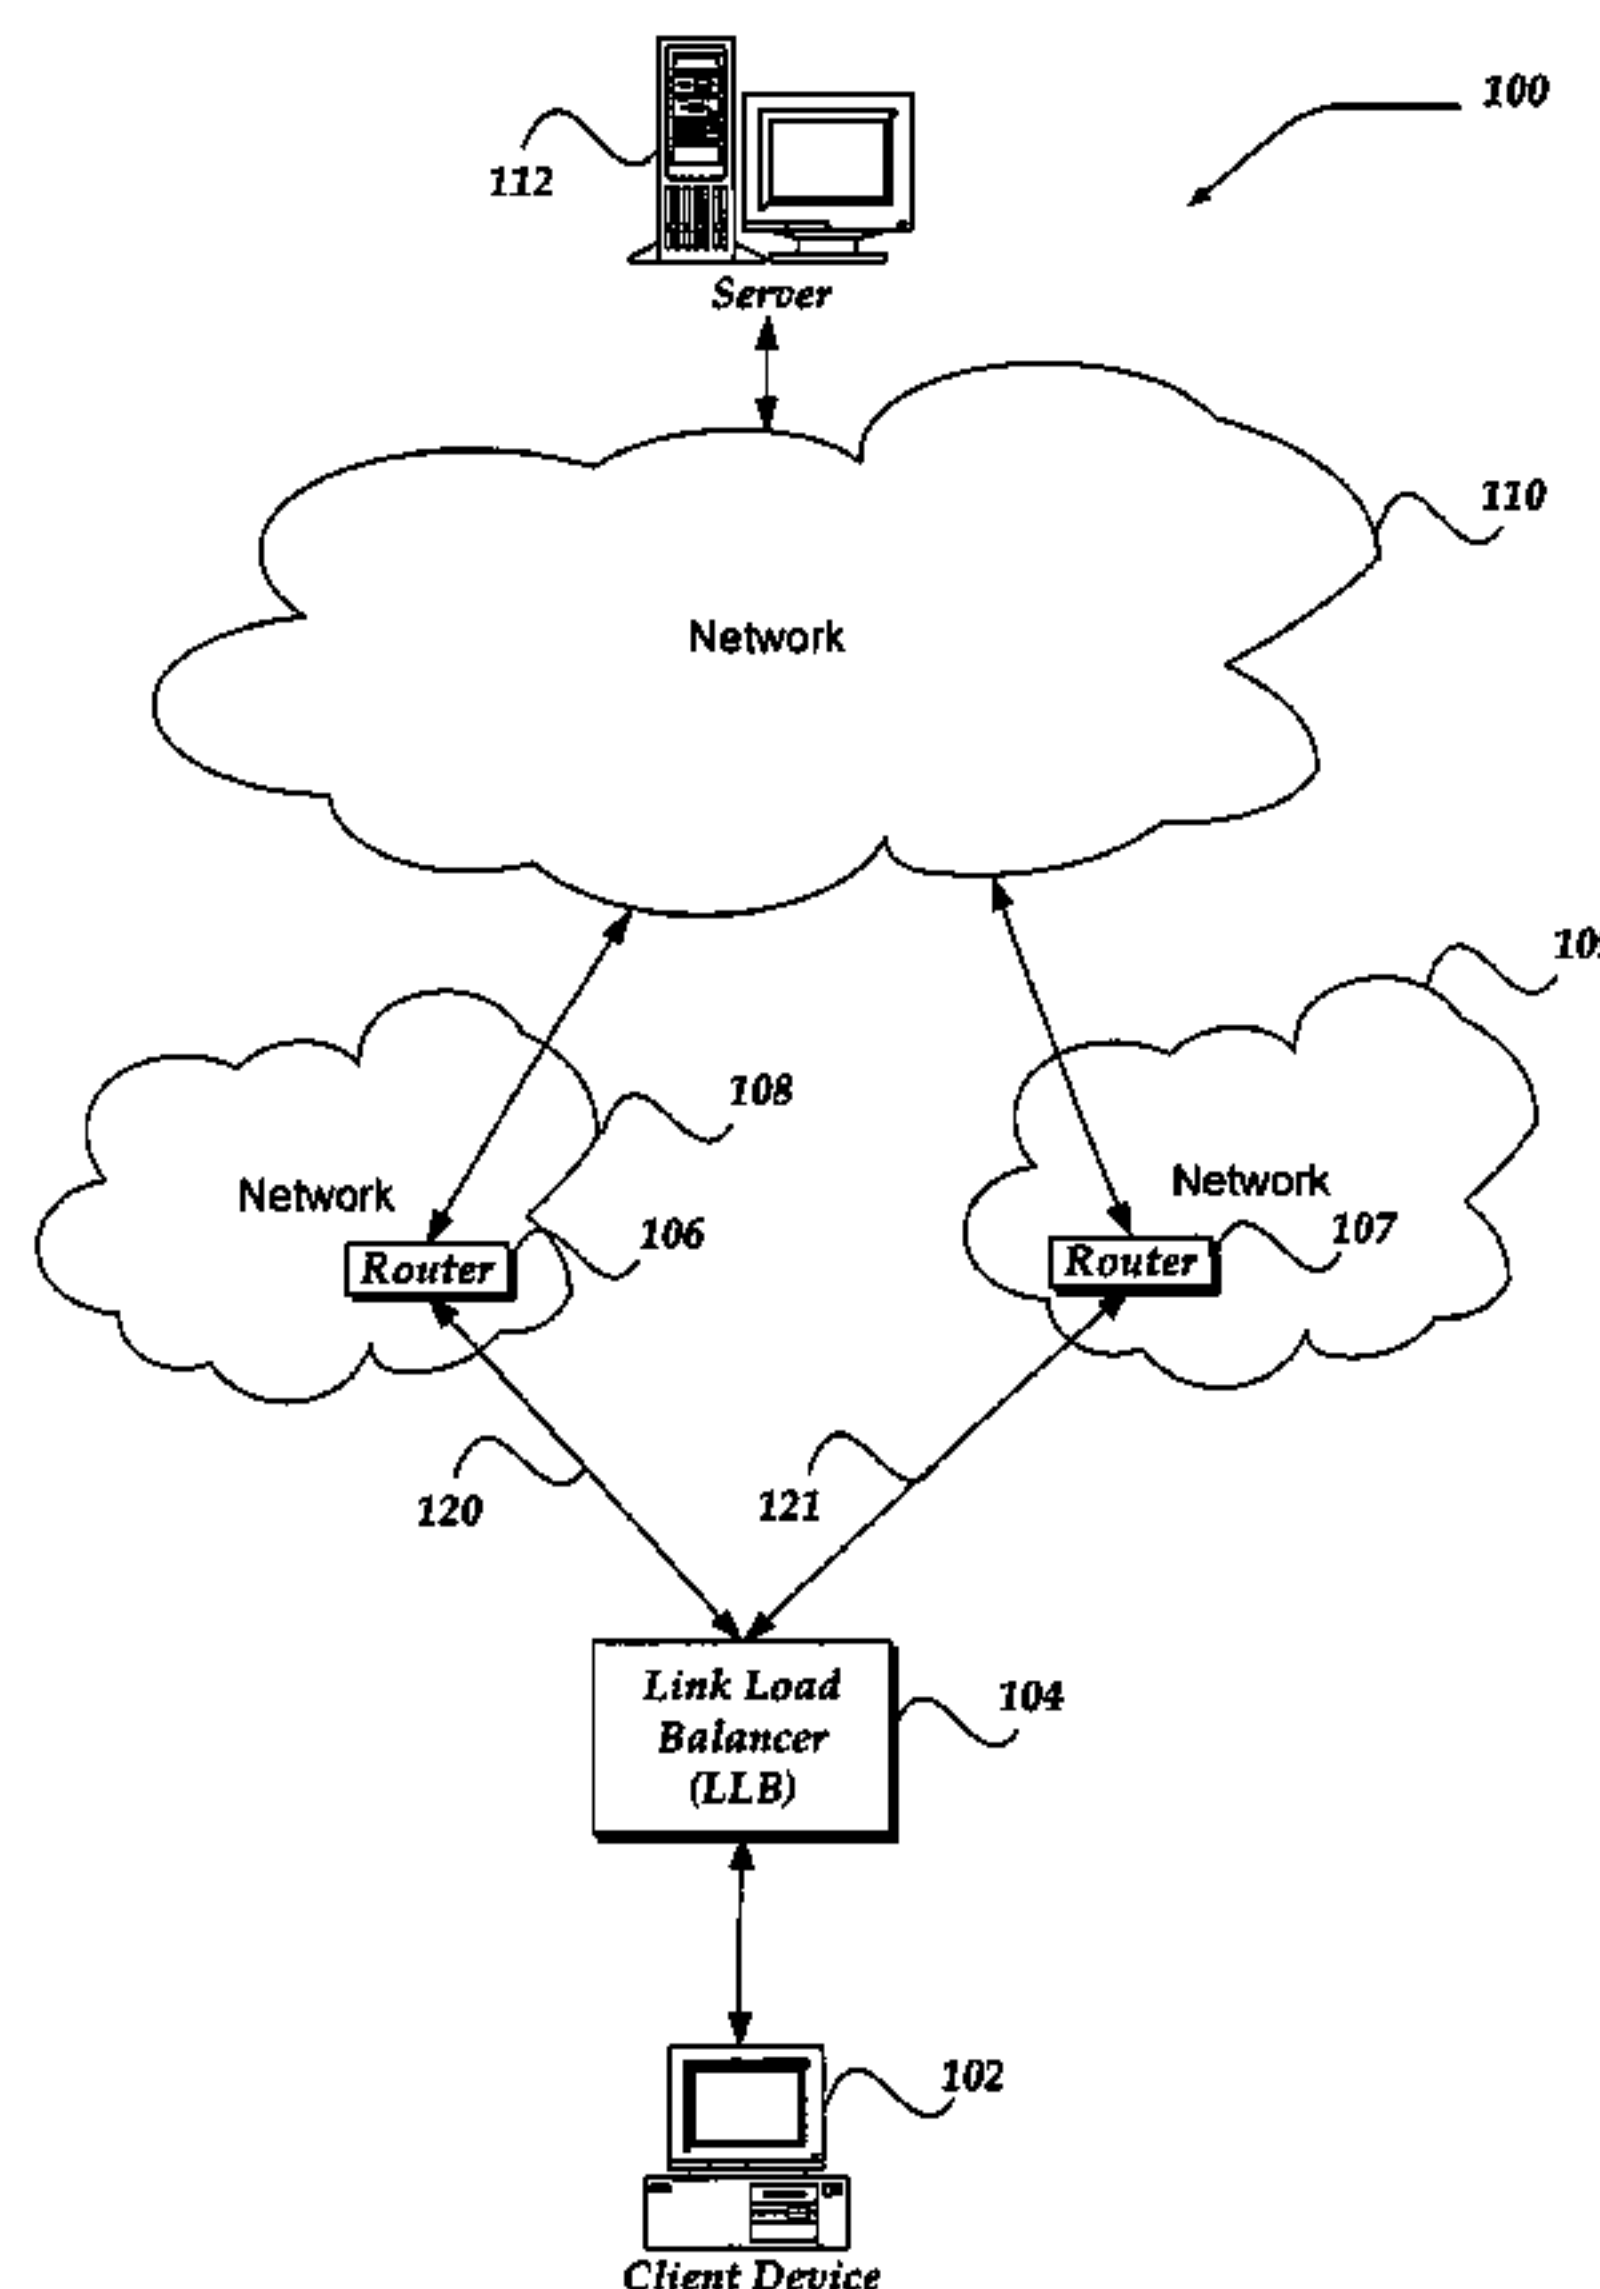 100
112
Server
110
Network
108
Network
Network
106
107
Router
Router
120
121
Link Load
Balancer
(LLB)
104
102
Client Device